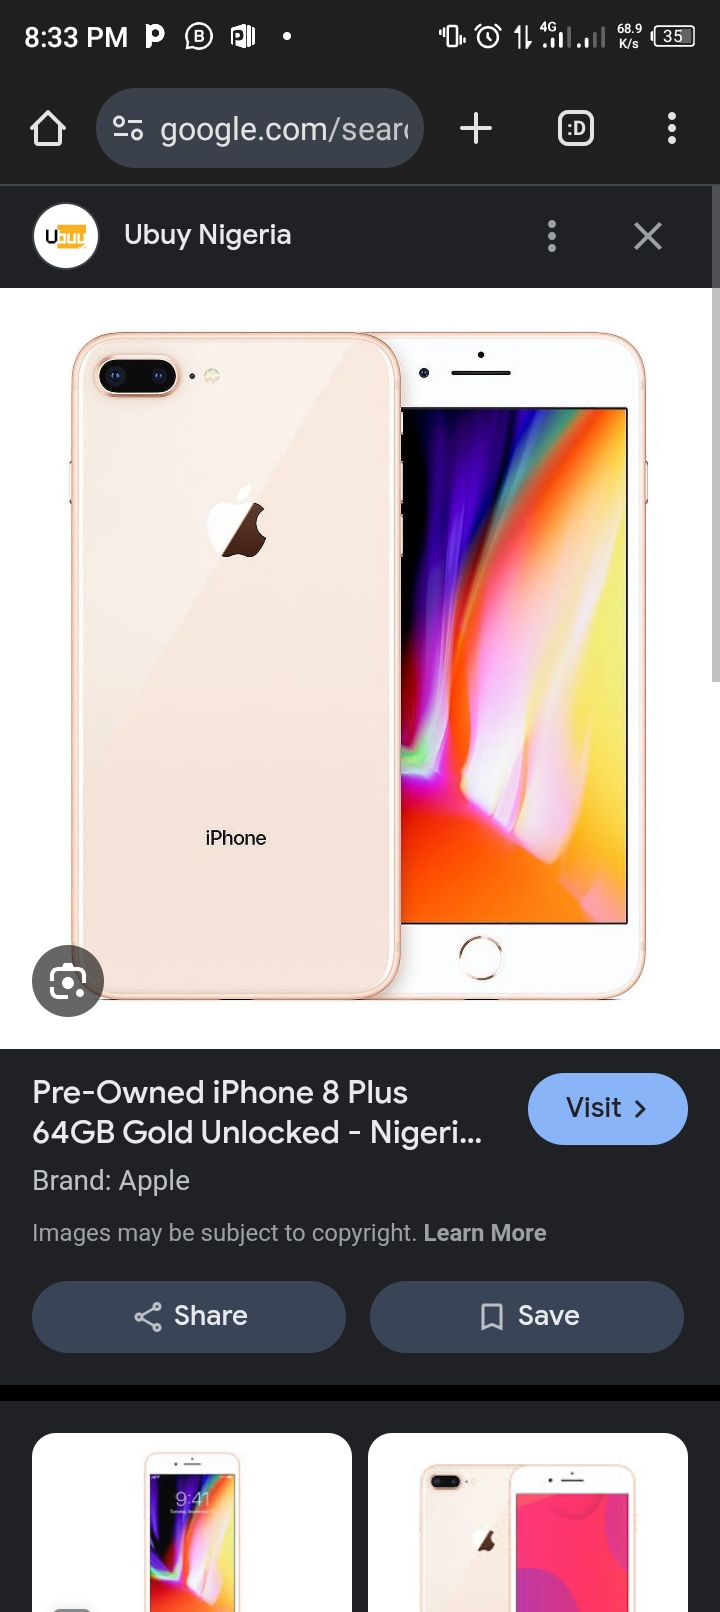 8:33 PM
4G
68.9
K/s
35
google.com/sear
:D
Ubuy
Ubuy Nigeria
iPhone
Pre-Owned iPhone 8 Plus
64GB Gold Unlocked - Nigeri...
Visit
Brand: Apple
Images may be subject to copyright. Learn More
Share
Save
9:41